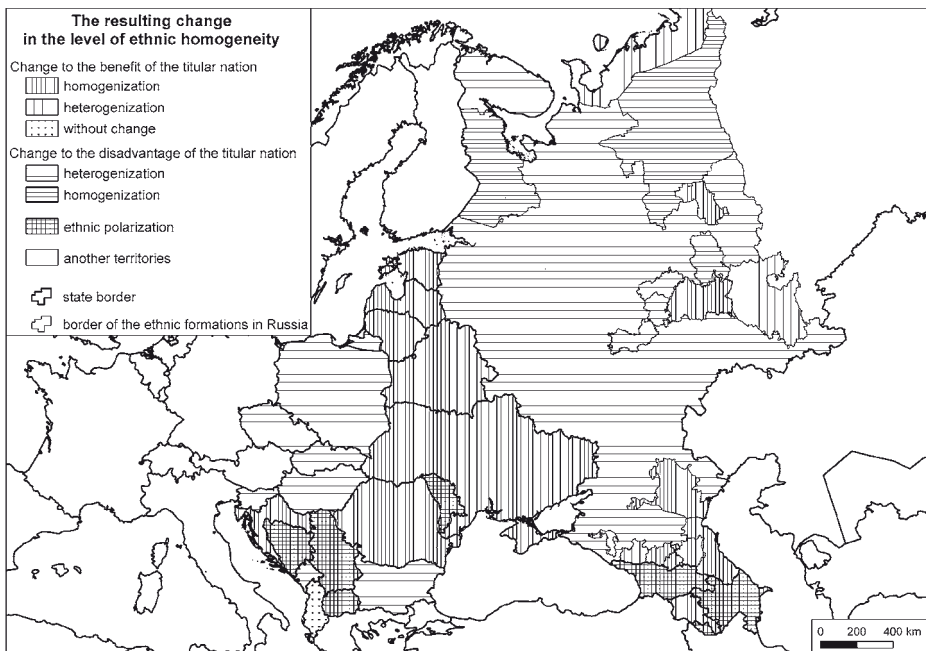 The resulting change
in the level of ethnic homogeneity
Change to the benefit of the titular nation
homogenization
heterogenization
without change
Change to the disadvantage of the titular nation
heterogenization
homogenization
ethnic polarization
another territories
state border
border of the ethnic formations in Russia
0 200 400 km